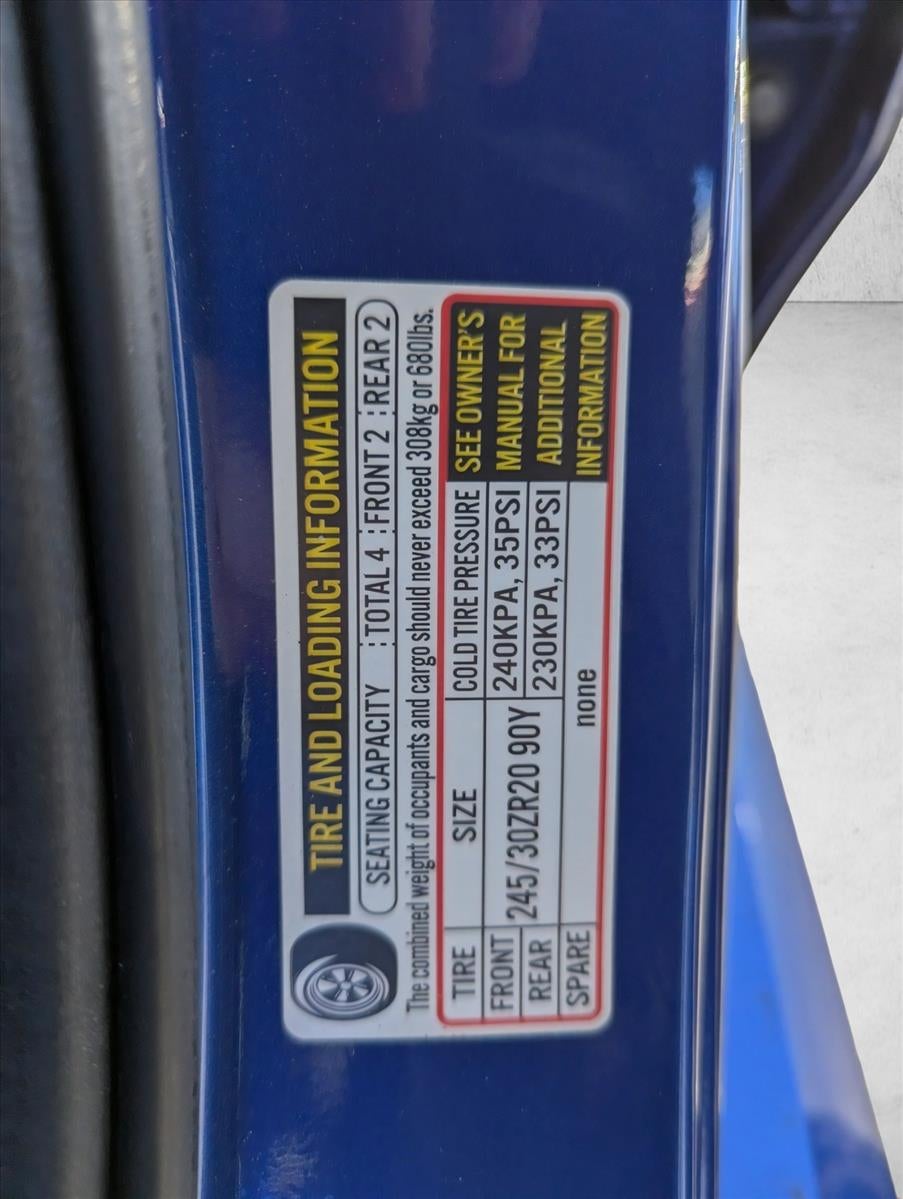 TIRE AND LOADING INFORMATION
SEATING CAPACITY TOTAL 4 FRONT 2 REAR 2
The combined weight of occupants and cargo should never exceed 308kg or 680lbs.
TIRE SIZE COLD TIRE PRESSURE
FRONT 245/30ZR20 90Y 240KPA, 35PSI
REAR 230KPA, 33PSI
SPARE none
SEE OWNER'S
MANUAL FOR
ADDITIONAL
INFORMATION